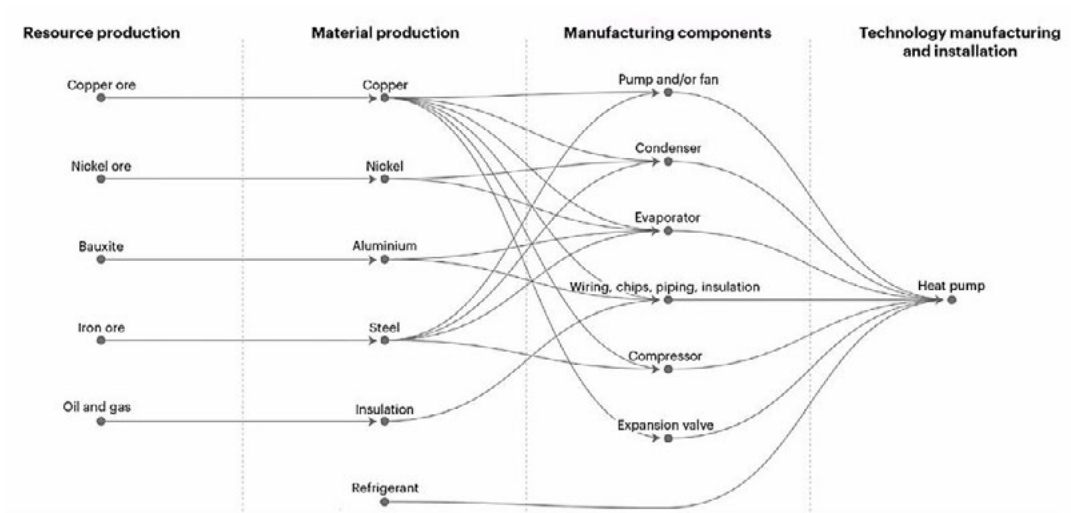 Resource production
Material production
Manufacturing components
Technology manufacturing
and installation
Copper ore
Copper
Pump and/or fan
Condenser
Nickel ore
Nickel
Evaporator
Bauxite
Aluminium
Wiring, chips, piping, insulation
Heat pump
Iron ore
Steel
Compressor
Oil and gas
Insulation
Expansion valve
Refrigerant